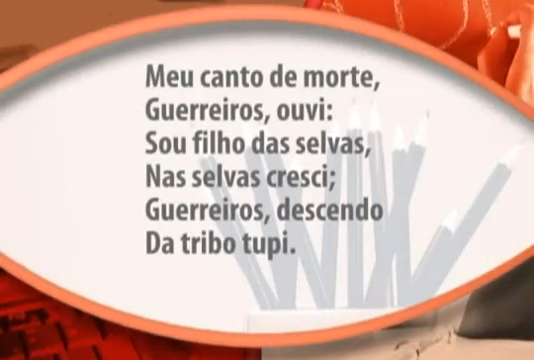 Meu canto de morte,
Guerreiros, ouvi:
Sou filho das selvas,
Nas selvas cresci;
Guerreiros, descendo
Da tribo tupi.